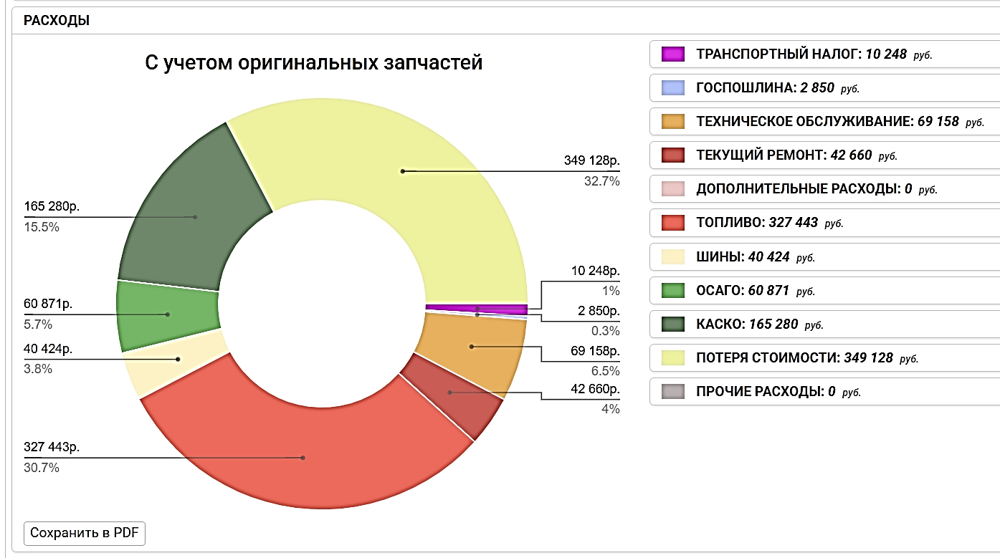 РАСХОДЫ
С учетом оригинальных запчастей
349 128р.
32.7%
165 280р.
15.5%
10 248р.
1%
60 871р.
5.7%
2 850р.
0.3%
40 424р.
3.8%
69 158р.
6.5%
42 660р.
4%
327 443р.
30.7%
Сохранить в PDF
ТРАНСПОРТНЫЙ НАЛОГ: 10 248 руб.
ГОСПОШЛИНА: 2 850 руб.
ТЕХНИЧЕСКОЕ ОБСЛУЖИВАНИЕ: 69 158 руб.
ТЕКУЩИЙ РЕМОНТ: 42 660 руб.
ДОПОЛНИТЕЛЬНЫЕ РАСХОДЫ: 0 руб.
ТОПЛИВО: 327 443 руб.
ШИНЫ: 40 424 руб.
ОСАГО: 60 871 руб.
КАСКО: 165 280 руб.
ПОТЕРЯ СТОИМОСТИ: 349 128 руб.
ПРОЧИЕ РАСХОДЫ: 0 руб.